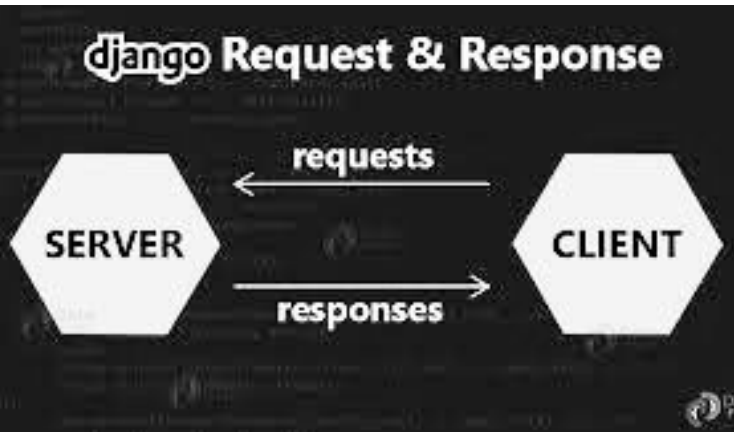 django Request & Response
requests
SERVER
CLIENT
responses